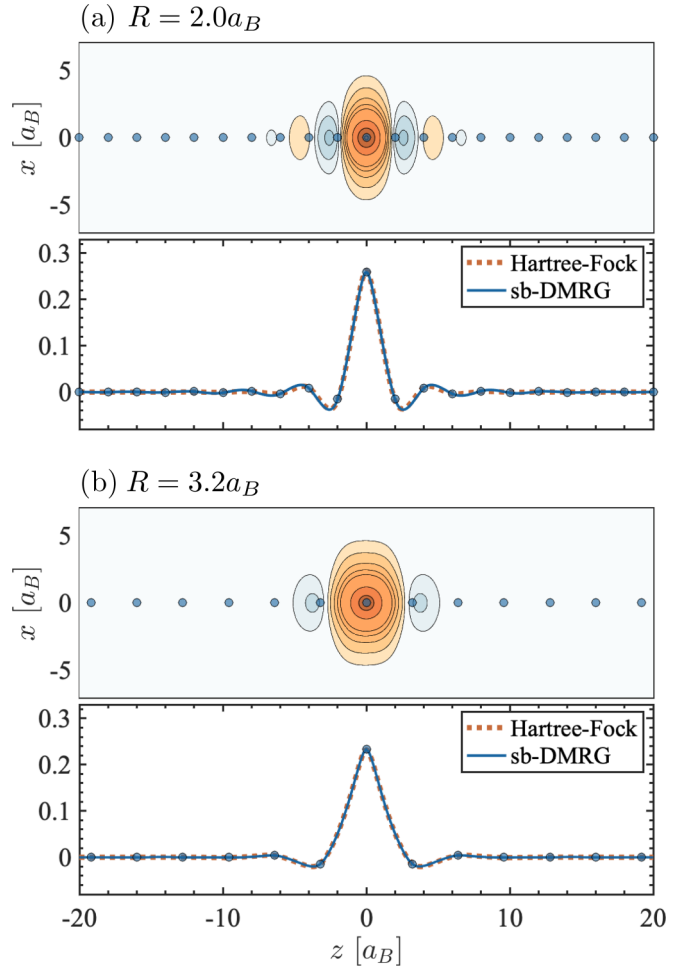 (a) R = 2.0a_B
5
0
-5
x [a_B]
0.3
0.2
0.1
0
Hartree-Fock
sb-DMRG
(b) R = 3.2a_B
5
0
-5
x [a_B]
0.3
0.2
0.1
0
Hartree-Fock
sb-DMRG
-20 -10 0 10 20
z [a_B]